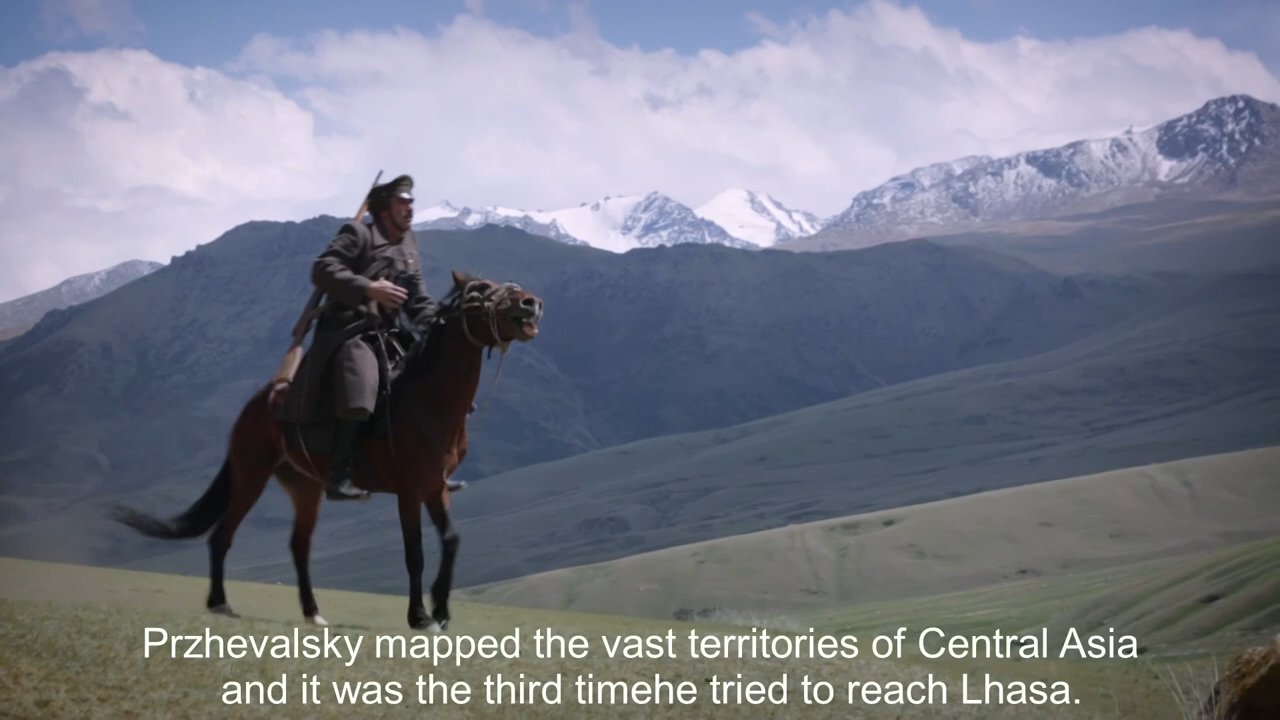 Przhevalsky mapped the vast territories of Central Asia
and it was the third timehe tried to reach Lhasa.